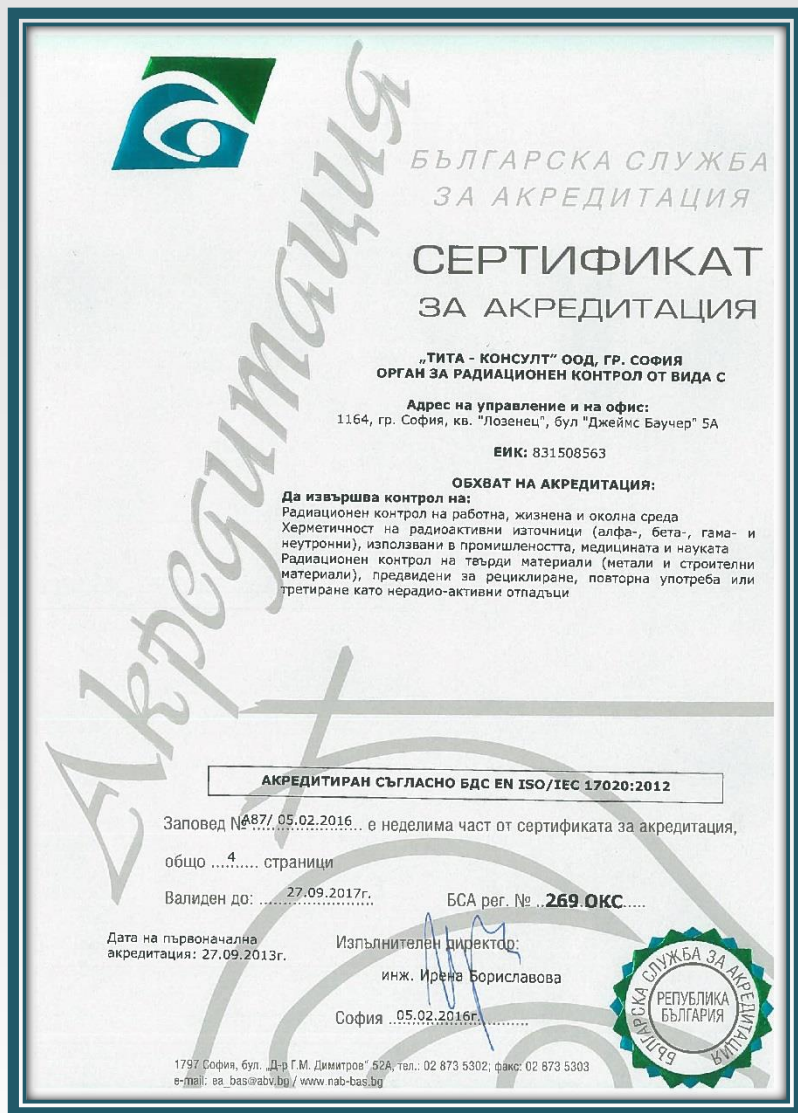 Акредитация
БЪЛГАРСКА СЛУЖБА
ЗА АКРЕДИТАЦИЯ
СЕРТИФИКАТ
ЗА АКРЕДИТАЦИЯ
„ТИТА - КОНСУЛТ" ООД, ГР. СОФИЯ
ОРГАН ЗА РАДИАЦИОНЕН КОНТРОЛ ОТ ВИДА С
Адрес на управление и на офис:
1164, гр. София, кв. "Лозенец", бул "Джеймс Баучер" 5А
ЕИК: 831508563
ОБХВАТ НА АКРЕДИТАЦИЯ:
Да извършва контрол на:
Радиационен контрол на работна, жизнена и околна среда
Херметичност на радиоактивни източници (алфа-, бета-, гама- и
неутронни), използвани в промишлеността, медицината и науката
Радиационен контрол на твърди материали (метали и строителни
материали), предвидени за рециклиране, повторна употреба или
третиране като нерадио-активни отпадъци
АКРЕДИТИРАН СЪГЛАСНО БДС EN ISO/IEC 17020:2012
Заповед № А87/ 05.02.2016 е неделима част от сертификата за акредитация,
общо ....4..... страници
Валиден до: 27.09.2017г.
БСА рег. № ..269 ОКС.....
Дата на първоначална
акредитация: 27.09.2013г.
Изпълнителен директор:
инж. Ирена Бориславова
София 05.02.2016г.
БЪЛГАРСКА СЛУЖБА ЗА АКРЕДИТАЦИЯ
БЪЛГАРИЯ
РЕПУБЛИКА
БСА
1797 София, бул. „Д-р Г.М. Димитров" 52А, тел.: 02 873 5302; факс: 02 873 5303
e-mail: ea_bas@abv.bg / www.nab-bas.bg